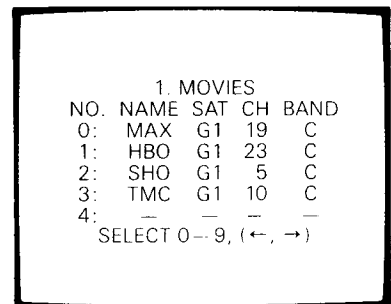 1. MOVIES
NO. NAME SAT CH BAND
0: MAX G1 19 C
1: HBO G1 23 C
2: SHO G1 5 C
3: TMC G1 10 C
4: — — — —
SELECT 0–9, (←, →)